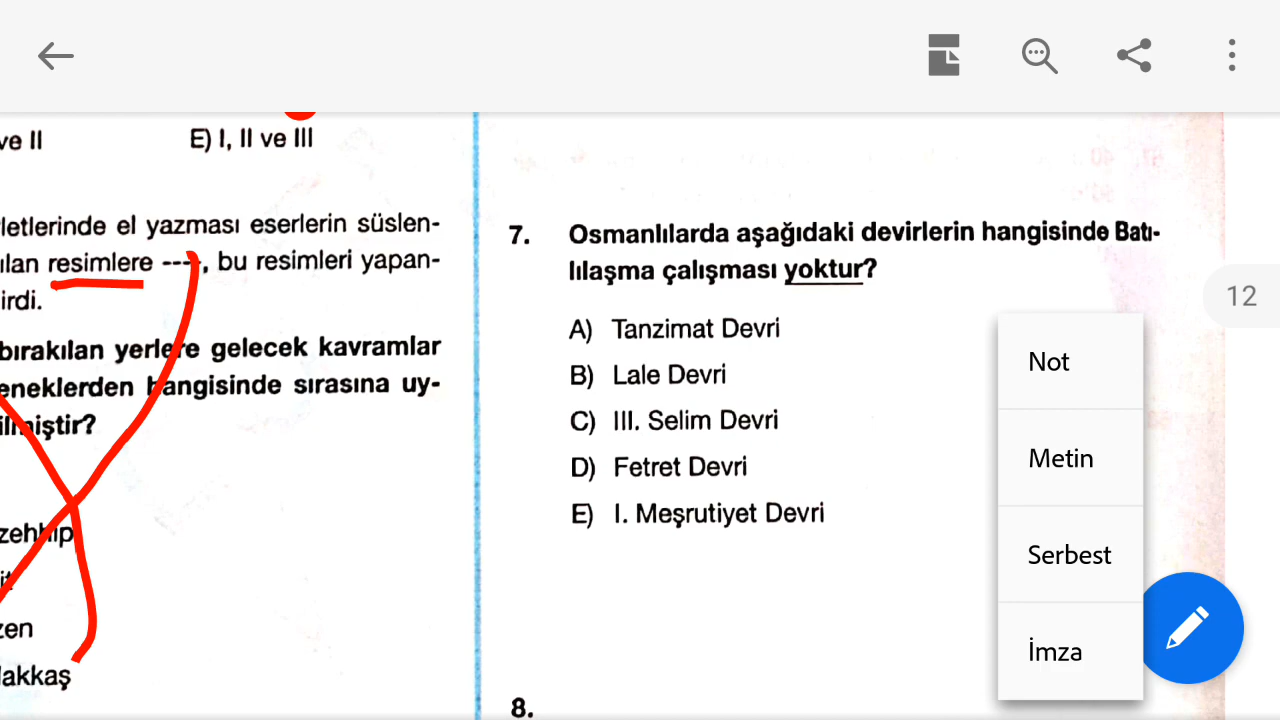 ve II
E) I, II ve III
letlerinde el yazması eserlerin süslen-
ılan resimlere ----, bu resimleri yapan-
irdi.
bırakılan yerlere gelecek kavramlar
eneklerden hangisinde sırasına uy-
ilmiştir?
zehhip
it
zen
lakkaş
7. Osmanlılarda aşağıdaki devirlerin hangisinde Batı-
lılaşma çalışması yoktur?
A) Tanzimat Devri
B) Lale Devri
C) III. Selim Devri
D) Fetret Devri
E) I. Meşrutiyet Devri
8.
12
Not
Metin
Serbest
İmza